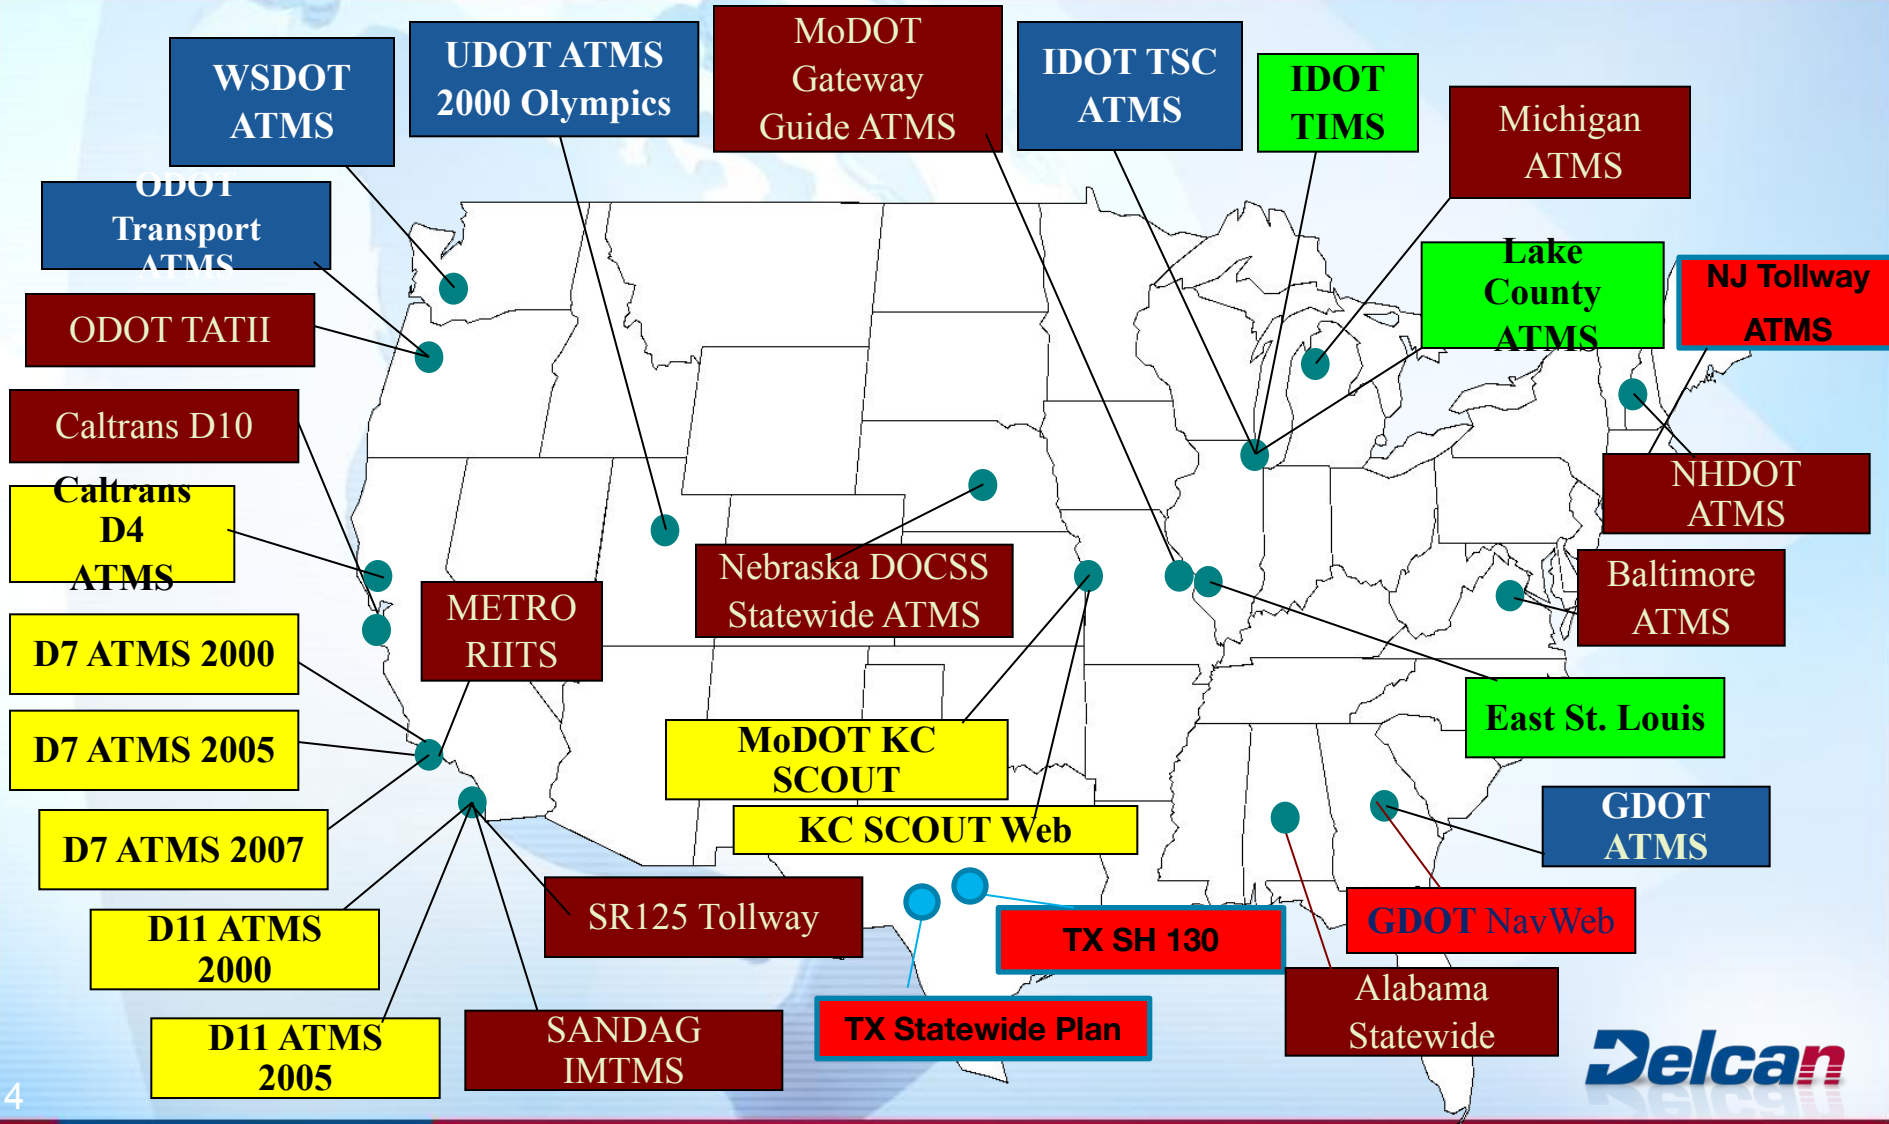 WSDOT
ATMS
UDOT ATMS
2000 Olympics
MoDOT
Gateway
Guide ATMS
IDOT TSC
ATMS
IDOT
TIMS
Michigan
ATMS
ODOT
Transport
ATMS
Lake
County
ATMS
NJ Tollway
ATMS
ODOT TATII
Caltrans D10
Caltrans
D4
ATMS
NHDOT
ATMS
Nebraska DOCSS
Statewide ATMS
Baltimore
ATMS
METRO
RIITS
D7 ATMS 2000
D7 ATMS 2005
MoDOT KC
SCOUT
East St. Louis
KC SCOUT Web
GDOT
ATMS
D7 ATMS 2007
SR125 Tollway
GDOT NavWeb
D11 ATMS
2000
TX SH 130
Alabama
Statewide
TX Statewide Plan
D11 ATMS
2005
SANDAG
IMTMS
Delcan
4